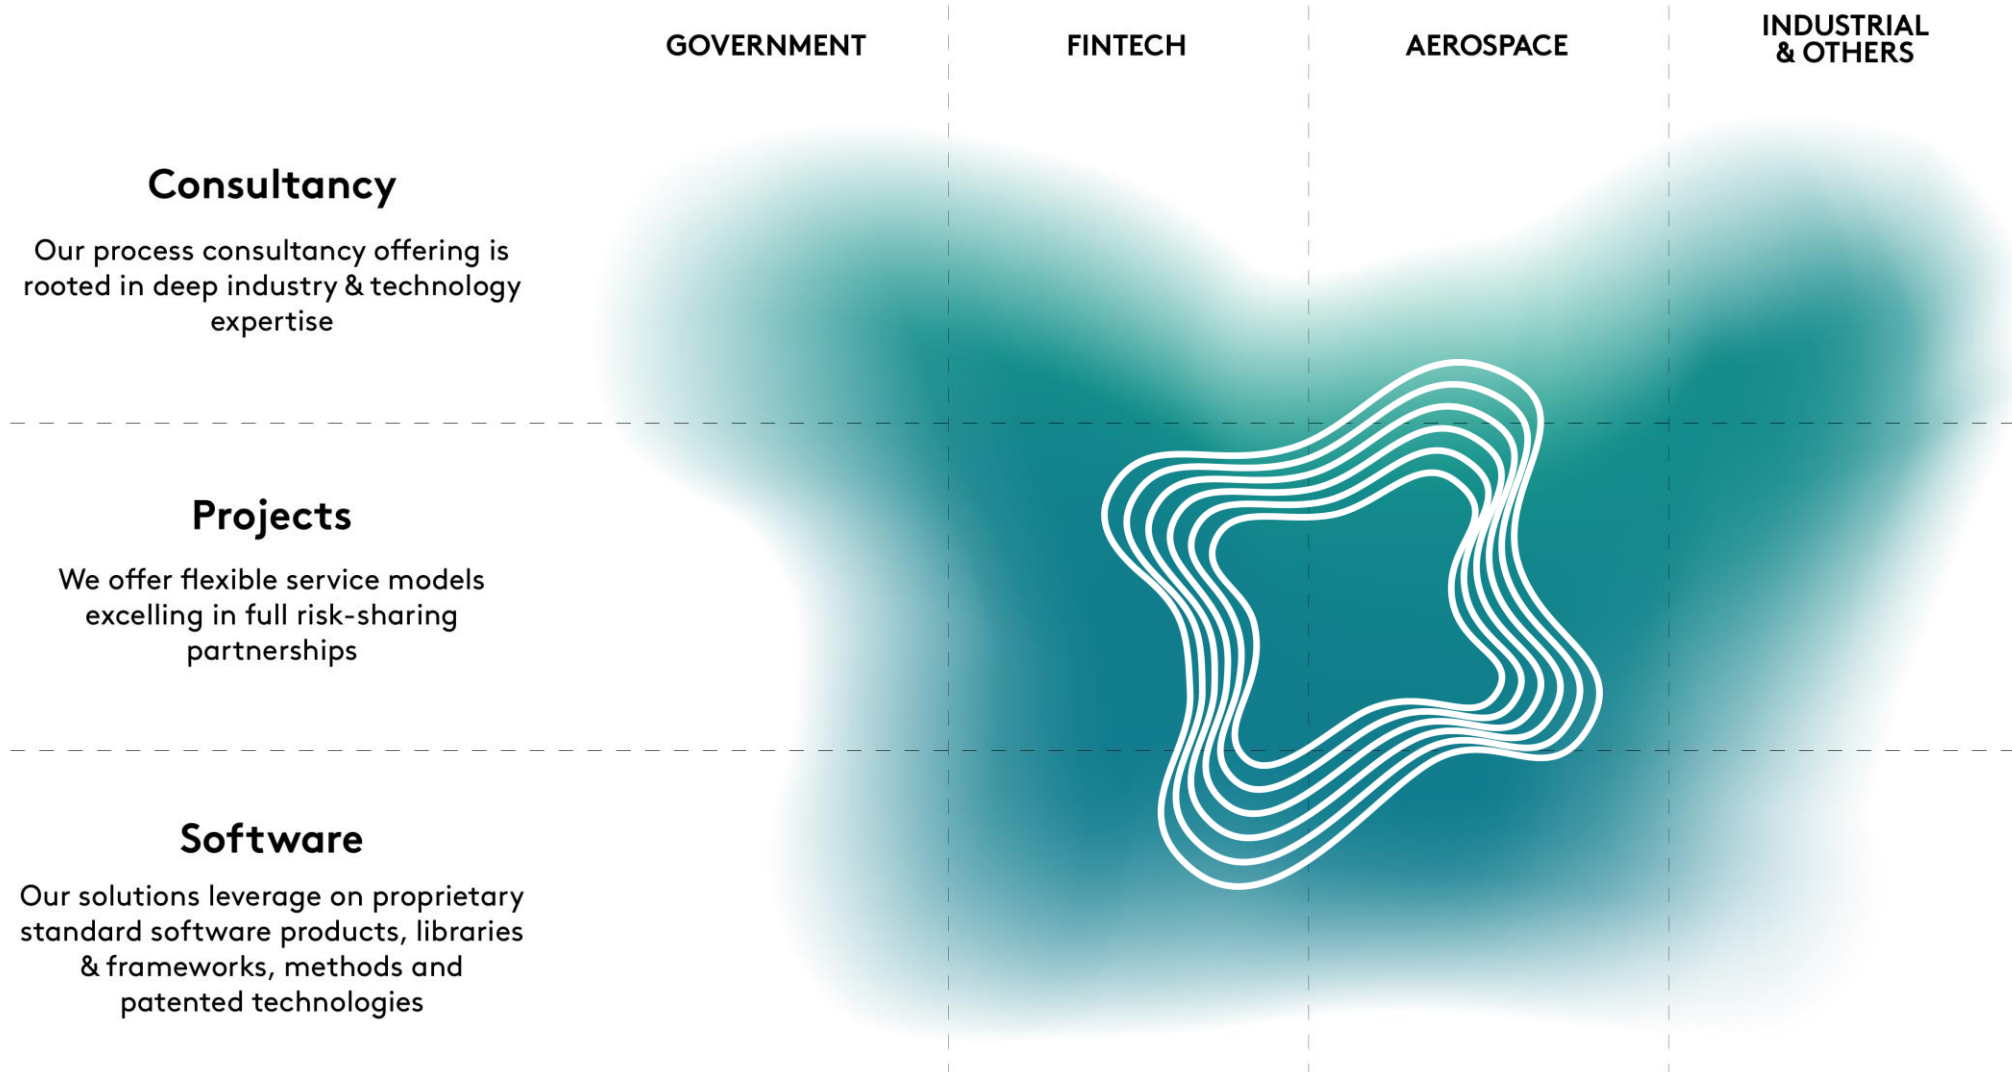 GOVERNMENT
FINTECH
AEROSPACE
INDUSTRIAL
& OTHERS
Consultancy
Our process consultancy offering is
rooted in deep industry & technology
expertise
Projects
We offer flexible service models
excelling in full risk-sharing
partnerships
Software
Our solutions leverage on proprietary
standard software products, libraries
& frameworks, methods and
patented technologies